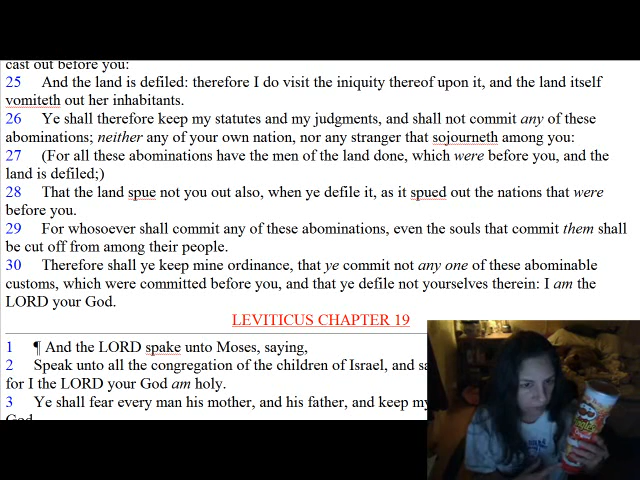 cast out before you:
25 And the land is defiled: therefore I do visit the iniquity thereof upon it, and the land itself
vomiteth out her inhabitants.
26 Ye shall therefore keep my statutes and my judgments, and shall not commit any of these
abominations; neither any of your own nation, nor any stranger that sojourneth among you:
27 (For all these abominations have the men of the land done, which were before you, and the
land is defiled;)
28 That the land spue not you out also, when ye defile it, as it spued out the nations that were
before you.
29 For whosoever shall commit any of these abominations, even the souls that commit them shall
be cut off from among their people.
30 Therefore shall ye keep mine ordinance, that ye commit not any one of these abominable
customs, which were committed before you, and that ye defile not yourselves therein: I am the
LORD your God.
LEVITICUS CHAPTER 19
1 ¶ And the LORD spake unto Moses, saying,
2 Speak unto all the congregation of the children of Israel, and
for I the LORD your God am holy.
3 Ye shall fear every man his mother, and his father, and keep
God.